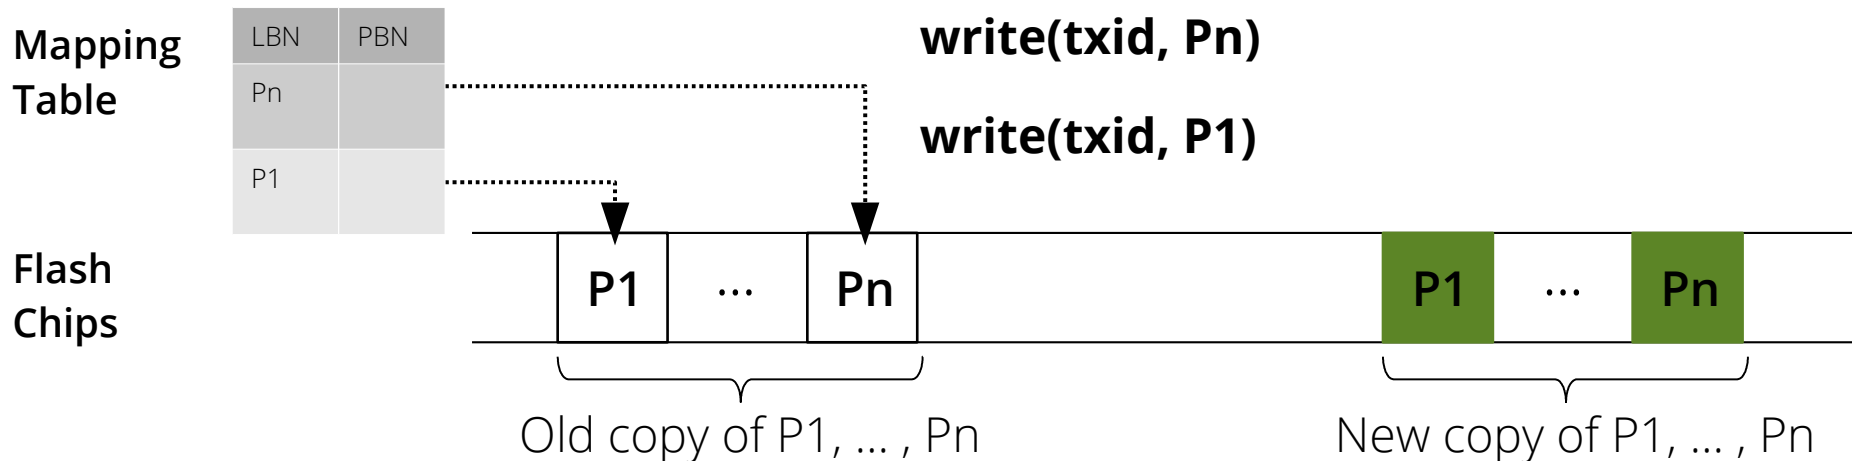 Mapping
Table
LBN PBN
Pn
P1
write(txid, Pn)
write(txid, P1)
Flash
Chips
P1 ... Pn
P1 ... Pn
Old copy of P1, ... , Pn
New copy of P1, ... , Pn